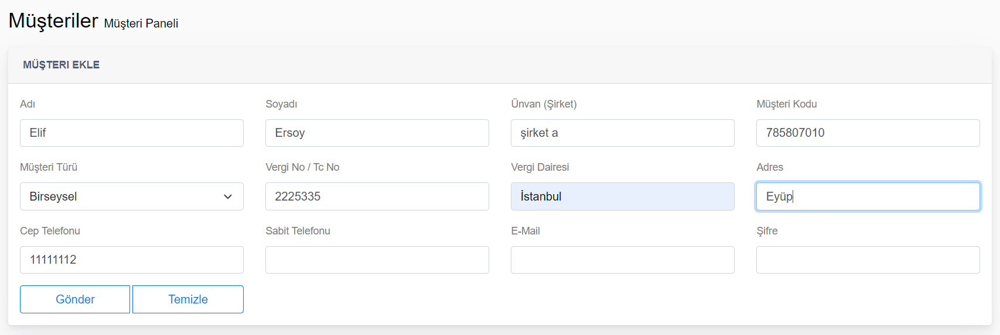 Müşteriler Müşteri Paneli
MÜŞTERI EKLE
Adı Soyadı Ünvan (Şirket) Müşteri Kodu
Elif Ersoy şirket a 785807010
Müşteri Türü Vergi No / Tc No Vergi Dairesi Adres
Birseysel 2225335 İstanbul Eyüp
Cep Telefonu Sabit Telefonu E-Mail Şifre
11111112
Gönder Temizle